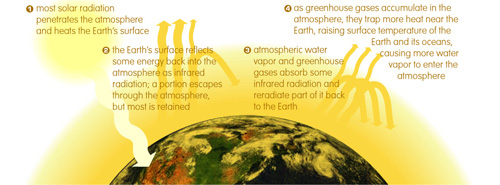 1 most solar radiation
penetrates the atmosphere
and heats the Earth's surface
2 the Earth's surface reflects
some energy back into the
atmosphere as infrared
radiation; a portion escapes
through the atmosphere,
but most is retained
3 atmospheric water
vapor and greenhouse
gases absorb some
infrared radiation and
reradiate part of it back
to the Earth
4 as greenhouse gases accumulate in the
atmosphere, they trap more heat near the
Earth, raising surface temperature of the
Earth and its oceans,
causing more water
vapor to enter the
atmosphere